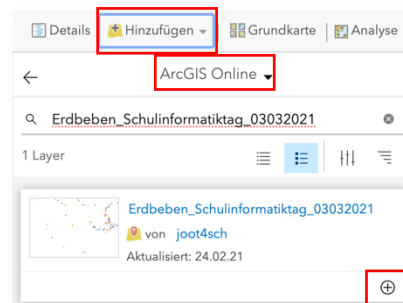 Details Hinzufügen Grundkarte Analyse
ArcGIS Online
Erdbeben_Schulinformatiktag_03032021
1 Layer
Erdbeben_Schulinformatiktag_03032021
von joot4sch
Aktualisiert: 24.02.21